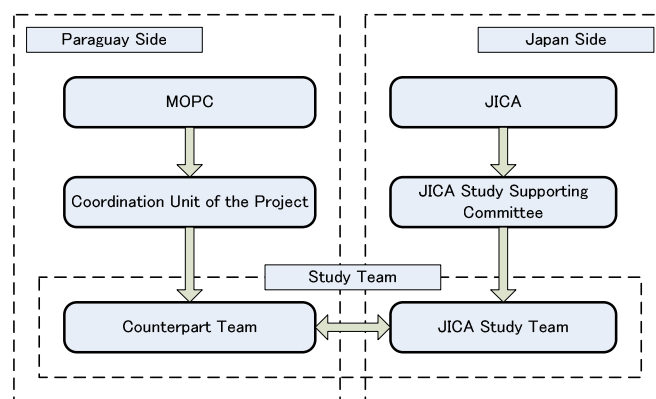 Paraguay Side
Japan Side
MOPC
JICA
Coordination Unit of the Project
JICA Study Supporting
Committee
Study Team
Counterpart Team
JICA Study Team